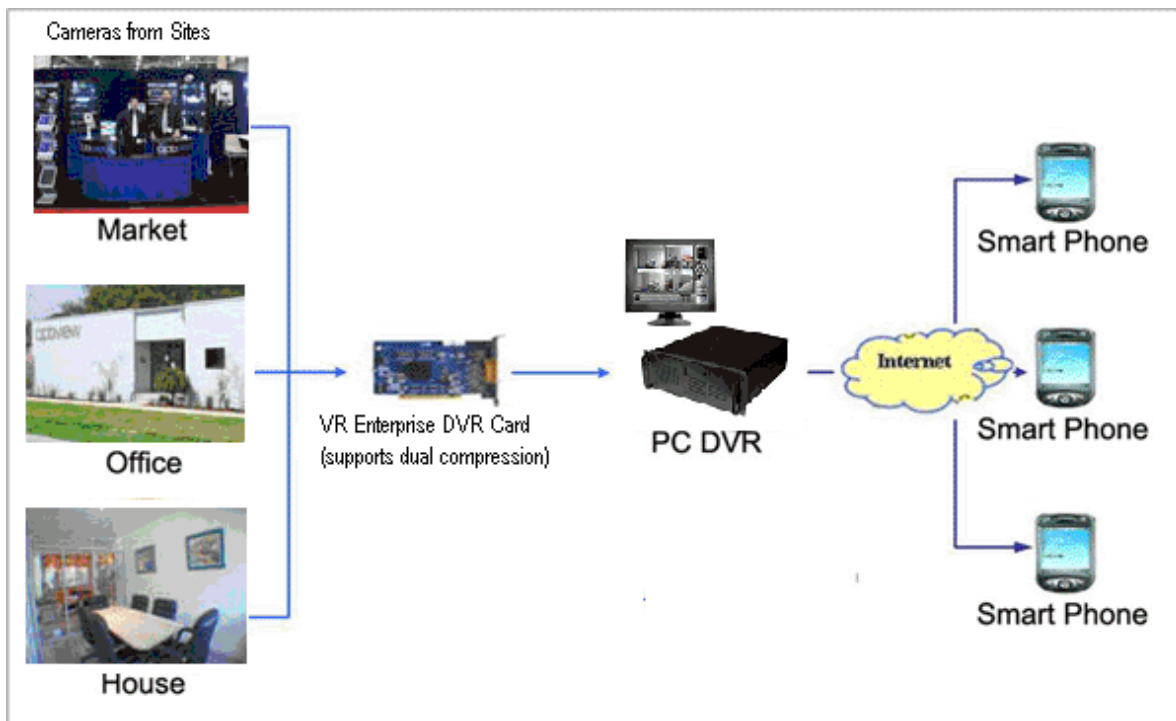 Cameras from Sites
Market
optiview
Office
House
VR Enterprise DVR Card
(supports dual compression)
PC DVR
Internet
Smart Phone
Smart Phone
Smart Phone